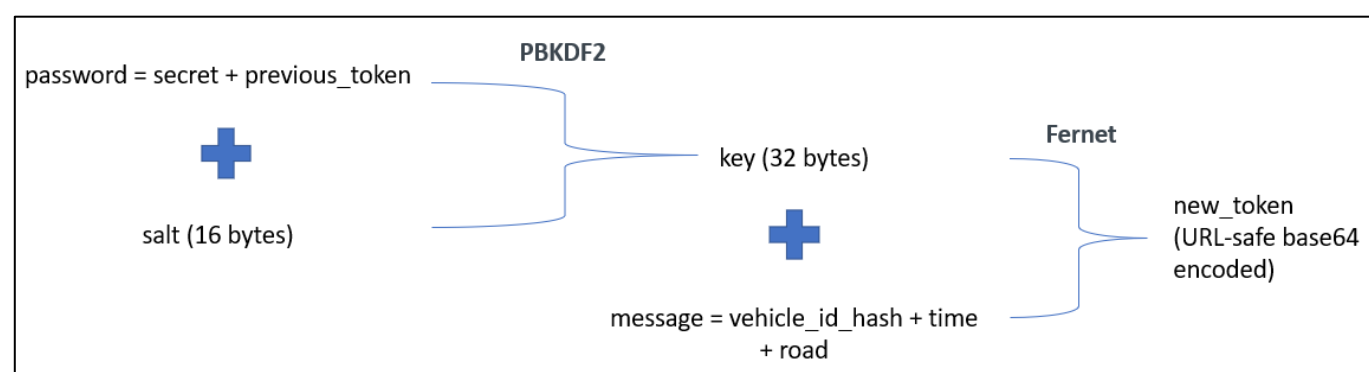 PBKDF2
password = secret + previous_token
Fernet
key (32 bytes)
new_token
(URL-safe base64
encoded)
salt (16 bytes)
message = vehicle_id_hash + time
+ road